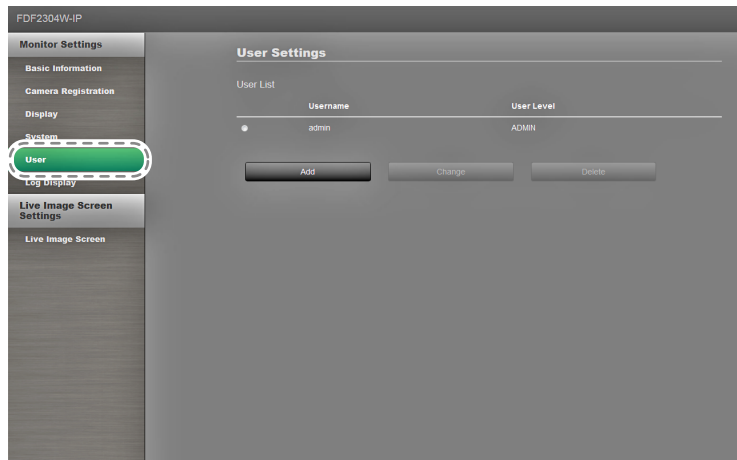 FDF2304W-IP
Monitor Settings
Basic Information
Camera Registration
Display
System
User
Log Display
Live Image Screen
Settings
Live Image Screen
User Settings
User List
Username User Level
admin ADMIN
Add Change Delete